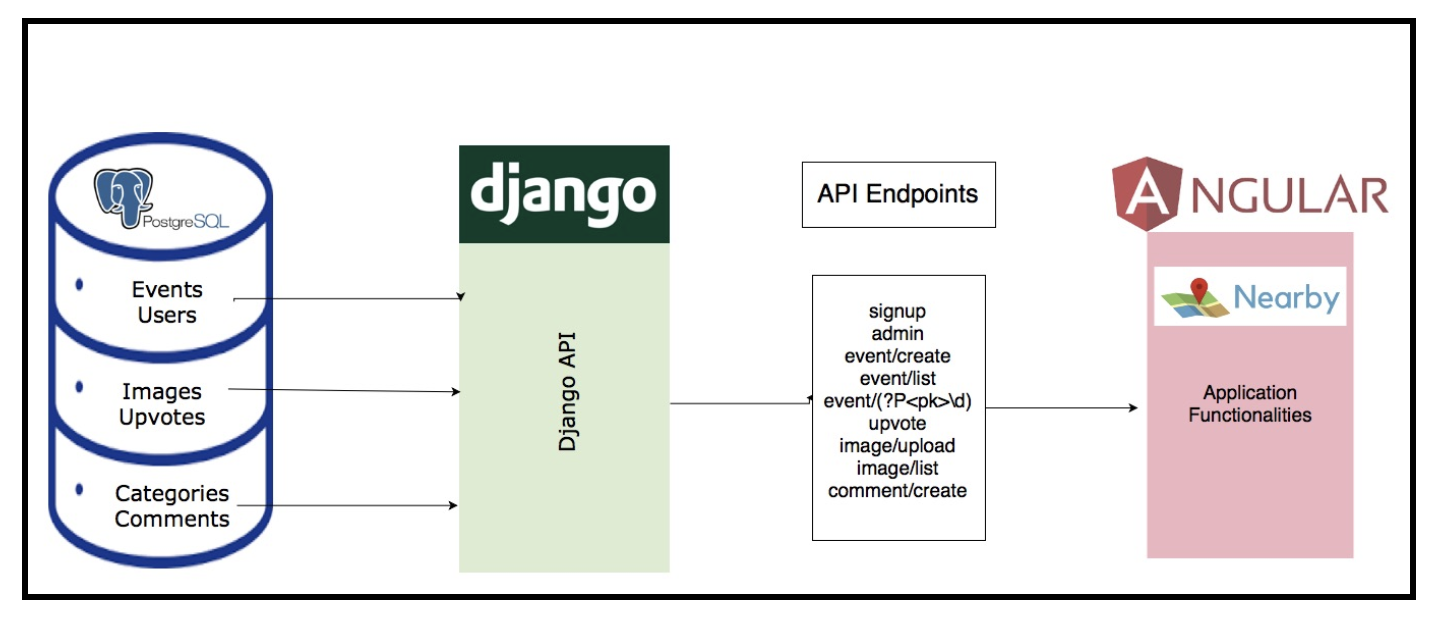 PostgreSQL
Events
Users
Images
Upvotes
Categories
Comments
django
Django API
API Endpoints
signup
admin
event/create
event/list
event/(?P<pk>\d)
upvote
image/upload
image/list
comment/create
ANGULAR
Nearby
Application
Functionalities